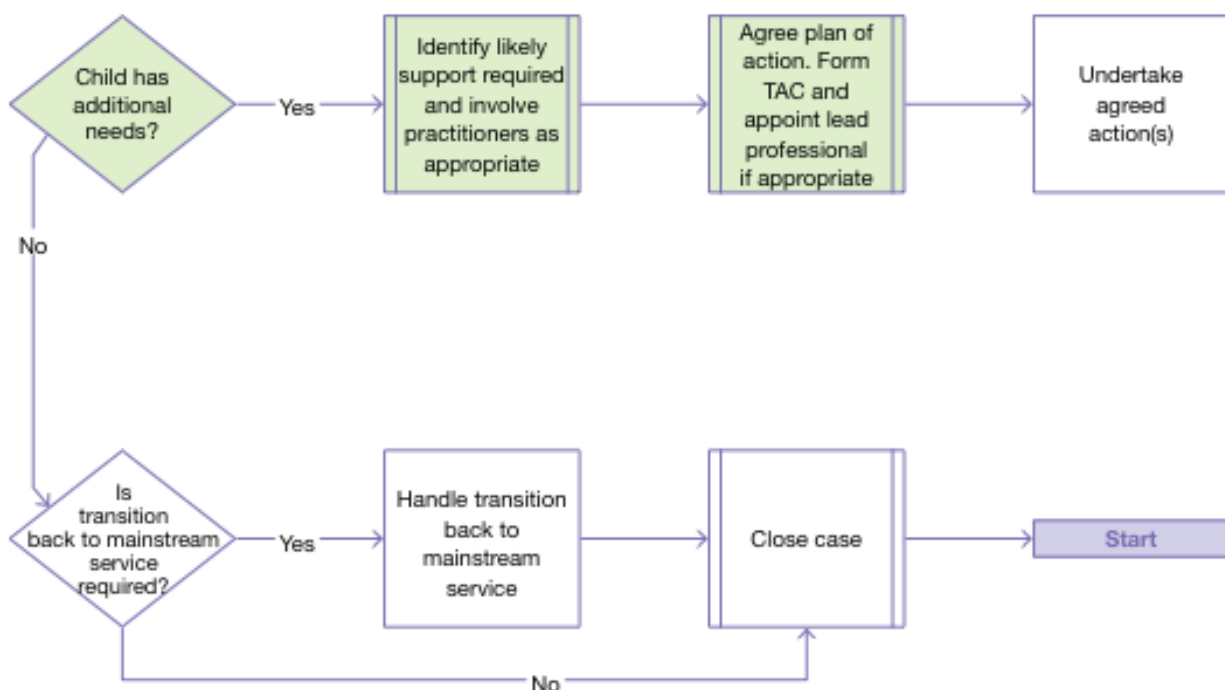 Child has
additional
needs?
Yes
Identify likely
support required
and involve
practitioners as
appropriate
Agree plan of
action. Form
TAC and
appoint lead
professional
if appropriate
Undertake
agreed
action(s)
No
Is
transition
back to mainstream
service
required?
Yes
Handle transition
back to
mainstream
service
Close case
Start
No